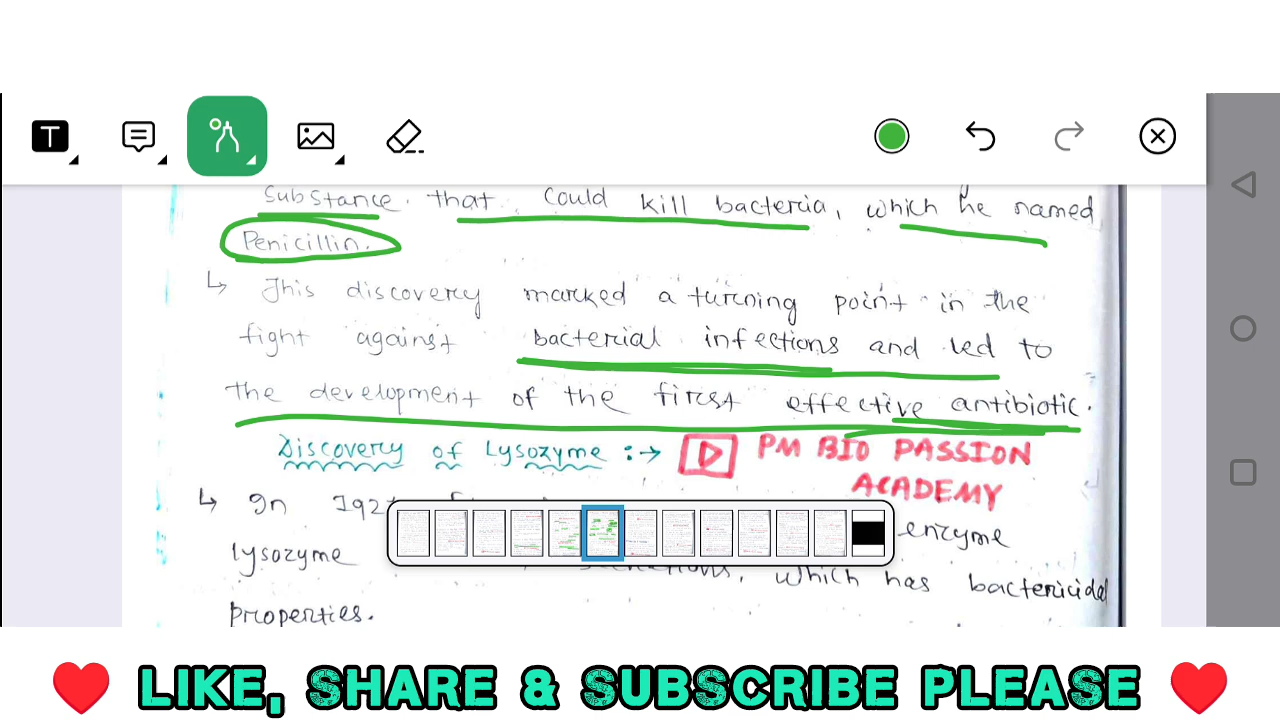 T
Substance that could kill bacteria, which he named
Penicillin.
↳ This discovery marked a turning point in the
fight against bacterial infections and led to
the development of the first effective antibiotic.
Discovery of Lysozyme :→ PM BIO PASSION
ACADEMY
↳ In enzyme
lysozyme which has bactericidal
properties.
LIKE, SHARE & SUBSCRIBE PLEASE